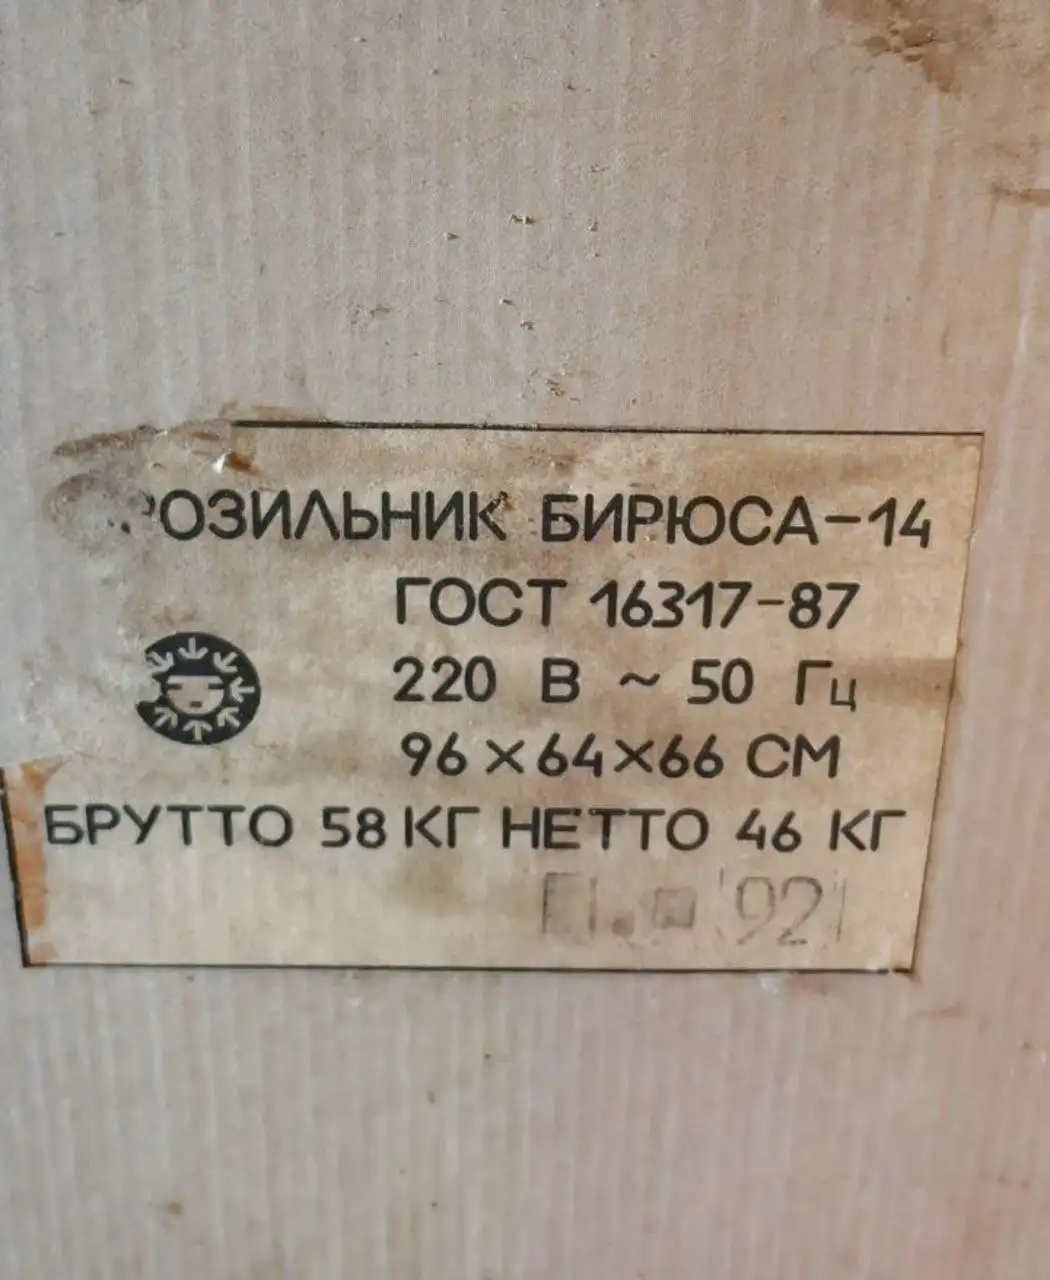 РОЗИЛЬНИК БИРЮСА-14
ГОСТ 16317-87
220 В ~ 50 Гц
96×64×66 СМ
БРУТТО 58 КГ НЕТТО 46 КГ
92